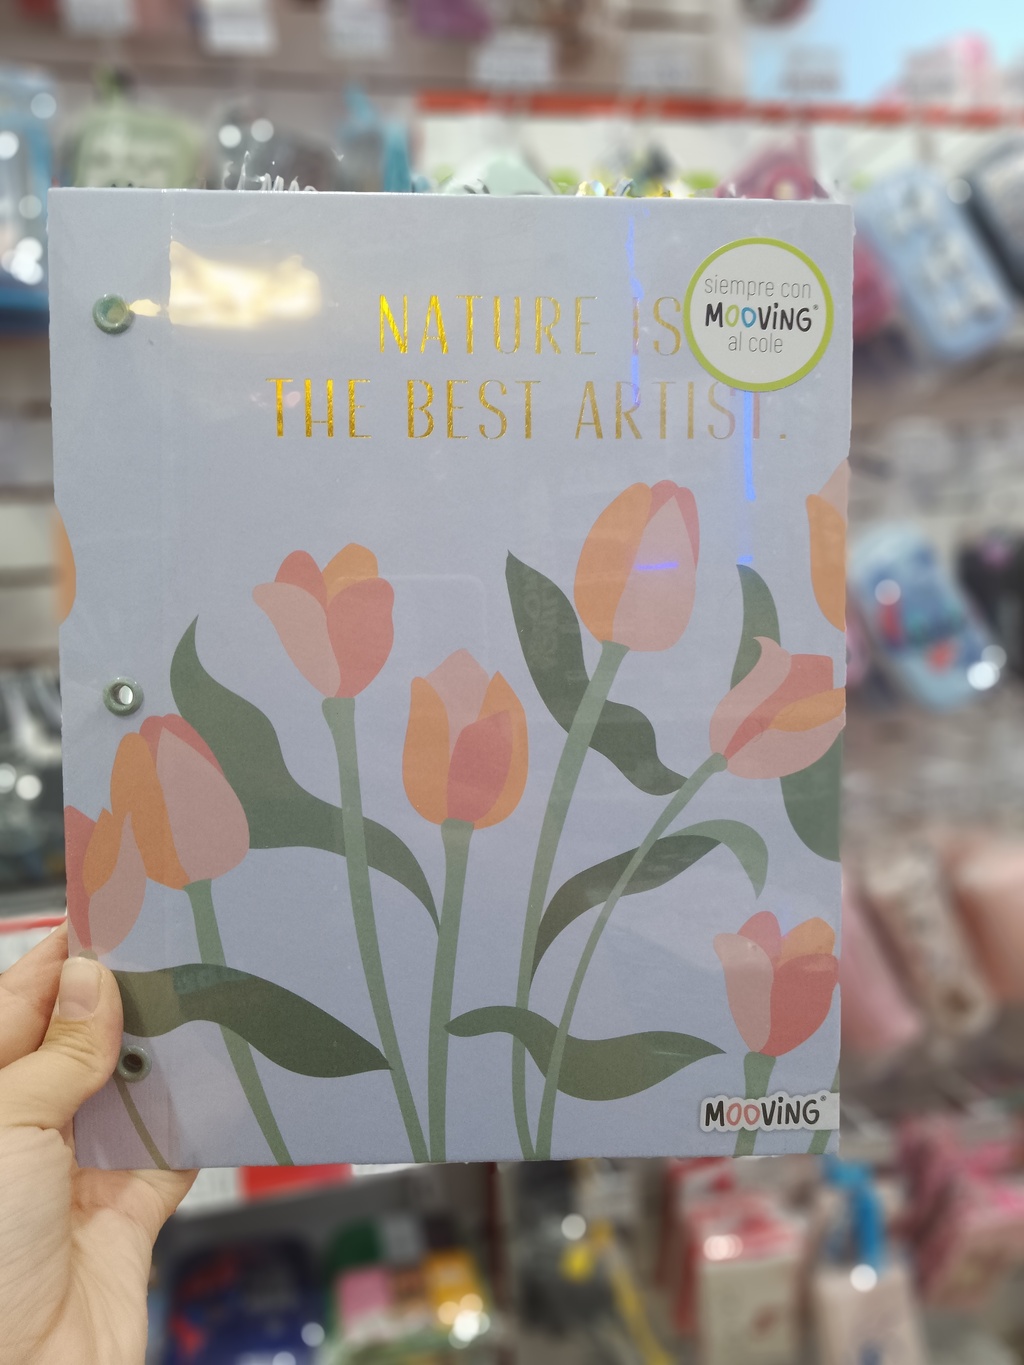 NATURE IS
THE BEST ARTIST.
siempre con
MOOVING®
al cole
MOOVING®